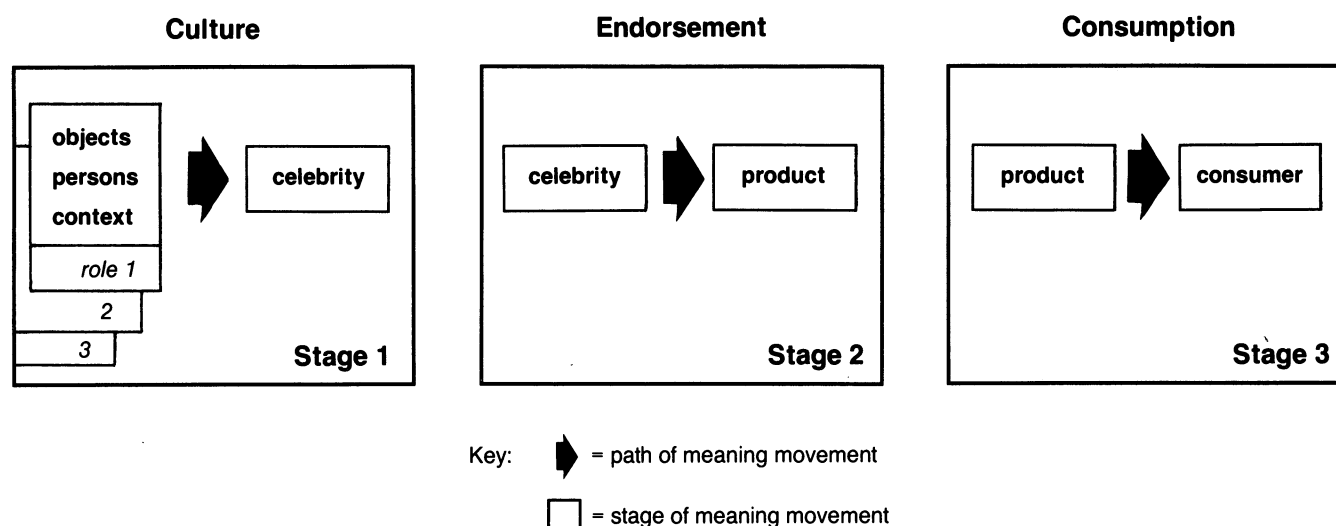 Culture
Endorsement
Consumption
objects
persons
context
role 1
2
3
celebrity
Stage 1
celebrity
product
Stage 2
product
consumer
Stage 3
Key:
= path of meaning movement
= stage of meaning movement